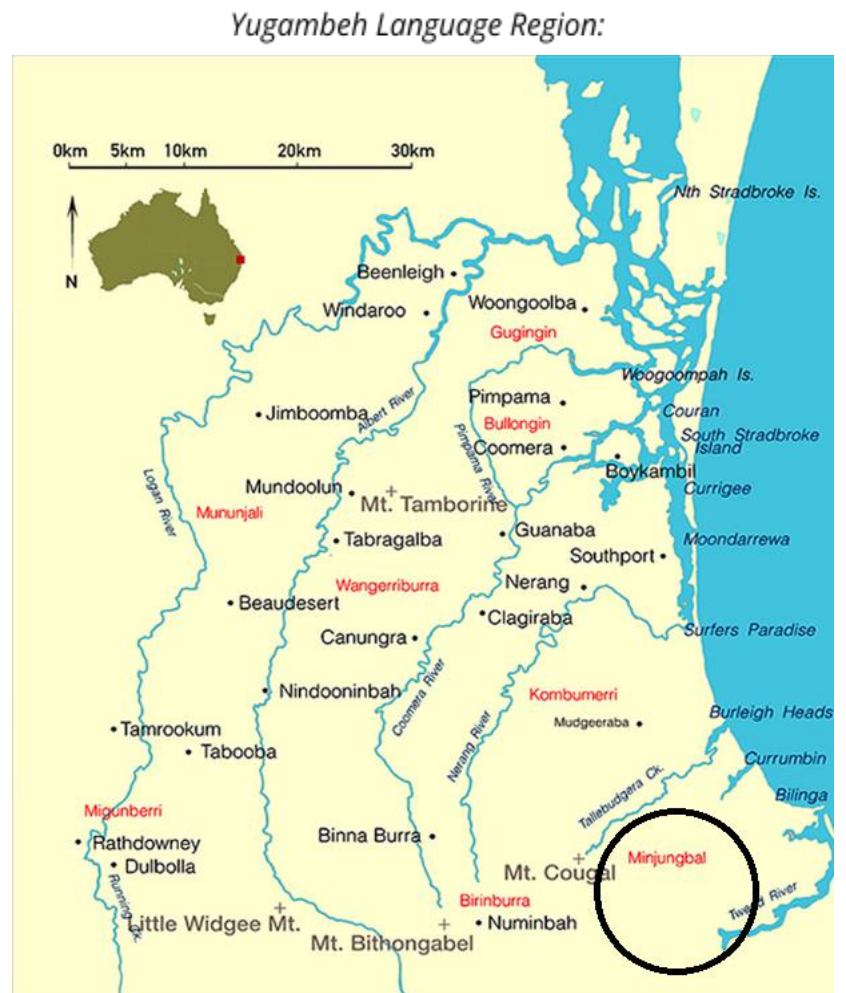 Yugambeh Language Region:
0km 5km 10km 20km 30km
N
Nth Stradbroke Is.
Beenleigh
Windaroo
Woongoolba
Gugingin
Woogoompah Is.
Pimpama
Jimboomba
Albert River
Couran
Bullongin
South Stradbroke
Island
Coomera
Pimpama River
Boykambil
Logan River
Mundoolun
Mt. Tamborine
Currigee
Mununjali
Guanaba
Tabragalba
Moondarrewa
Southport
Wangerriburra
Nerang
Beaudesert
Clagiraba
Canungra
Surfers Paradise
Nindooninbah
Coomera River
Kombumerri
Burleigh Heads
Mudgeeraba
Tamrookum
Nerang River
Tabooba
Currumbin
Tallebudgera Ck.
Bilinga
Migunberri
Binna Burra
Rathdowney
Minjungbal
Dulbolla
Mt. Cougal
Running Ck.
Birinburra
Tweed River
Little Widgee Mt.
Numinbah
Mt. Bithongabel